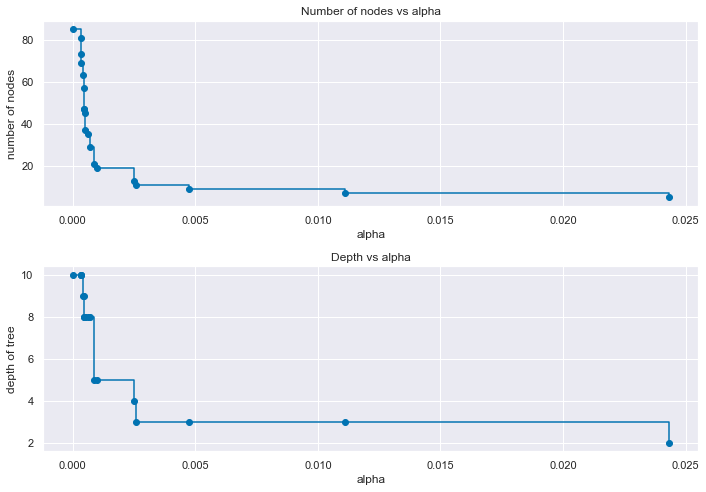 Number of nodes vs alpha
number of nodes
80
60
40
20
0.000 0.005 0.010 0.015 0.020 0.025
alpha
Depth vs alpha
depth of tree
10
8
6
4
2
0.000 0.005 0.010 0.015 0.020 0.025
alpha